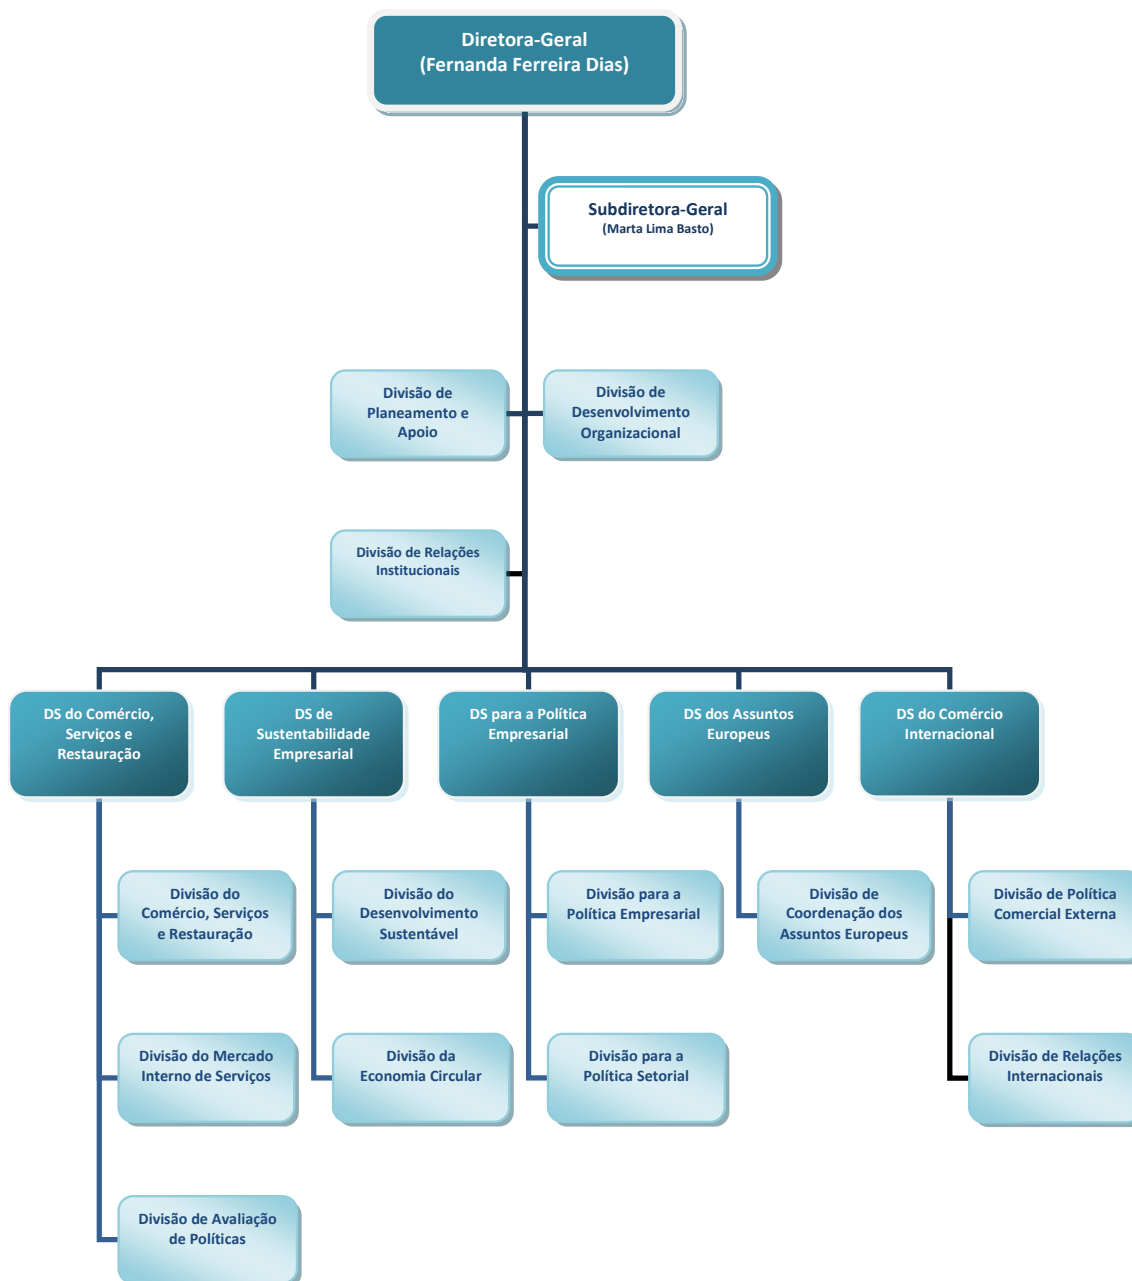 Diretora-Geral
(Fernanda Ferreira Dias)
Subdiretora-Geral
(Marta Lima Basto)
Divisão de
Planeamento e
Apoio
Divisão de
Desenvolvimento
Organizacional
Divisão de Relações
Institucionais
DS do Comércio,
Serviços e
Restauração
DS de
Sustentabilidade
Empresarial
DS para a Política
Empresarial
DS dos Assuntos
Europeus
DS do Comércio
Internacional
Divisão do
Comércio, Serviços
e Restauração
Divisão do
Desenvolvimento
Sustentável
Divisão para a
Política Empresarial
Divisão de
Coordenação dos
Assuntos Europeus
Divisão de Política
Comercial Externa
Divisão do Mercado
Interno de Serviços
Divisão da
Economia Circular
Divisão para a
Política Setorial
Divisão de Relações
Internacionais
Divisão de Avaliação
de Políticas